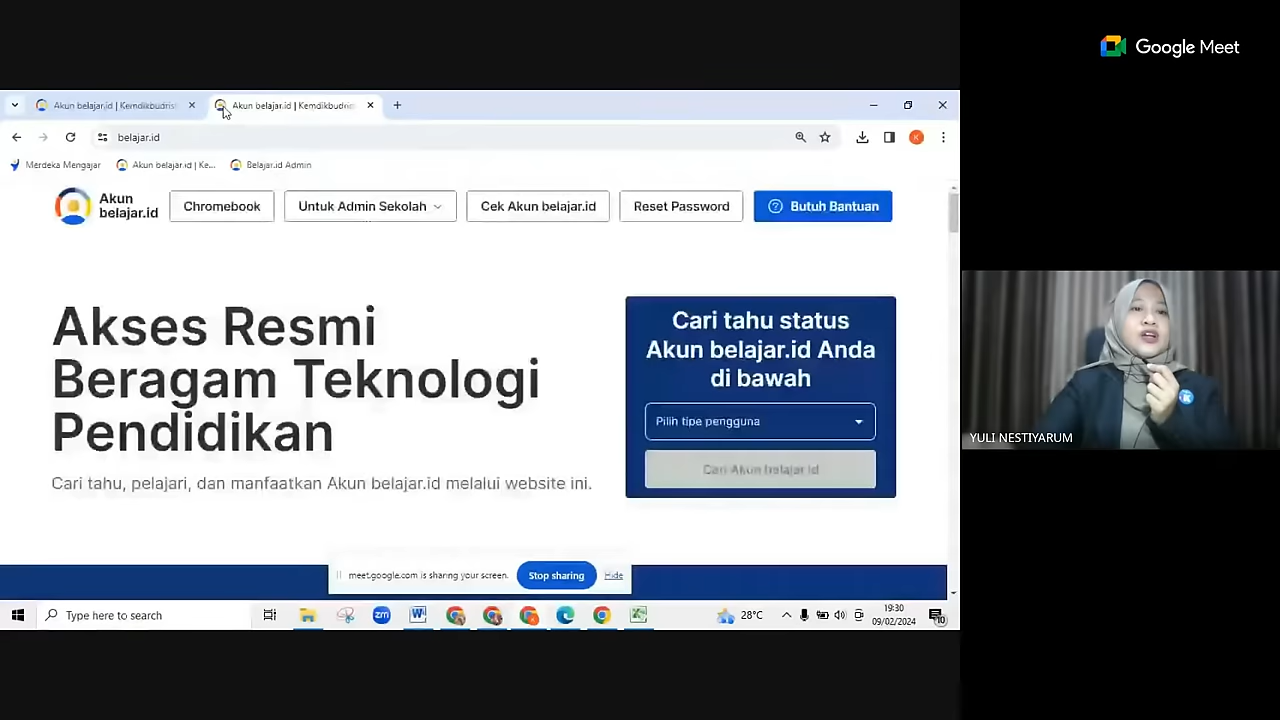 Google Meet
Akun belajar.id | Kemdikbudris
Akun belajar.id | Kemdikbudris
belajar.id
Merdeka Mengajar
Akun belajar.id | Ke...
Belajar.id Admin
Akun
belajar.id
Chromebook
Untuk Admin Sekolah
Cek Akun belajar.id
Reset Password
Butuh Bantuan
Akses Resmi
Beragam Teknologi
Pendidikan
Cari tahu, pelajari, dan manfaatkan Akun belajar.id melalui website ini.
Cari tahu status
Akun belajar.id Anda
di bawah
Pilih tipe pengguna
Cari Akun belajar.id
YULI NESTIYARUM
meet.google.com is sharing your screen.
Stop sharing
Hide
Type here to search
zm
28°C
19:30
09/02/2024
10